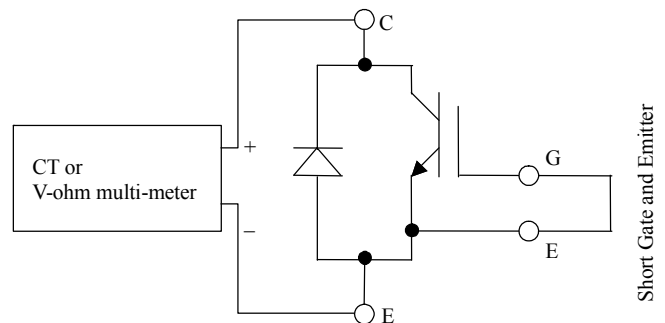 C
+
CT or
V-ohm multi-meter
G
–
E
E
Short Gate and Emitter